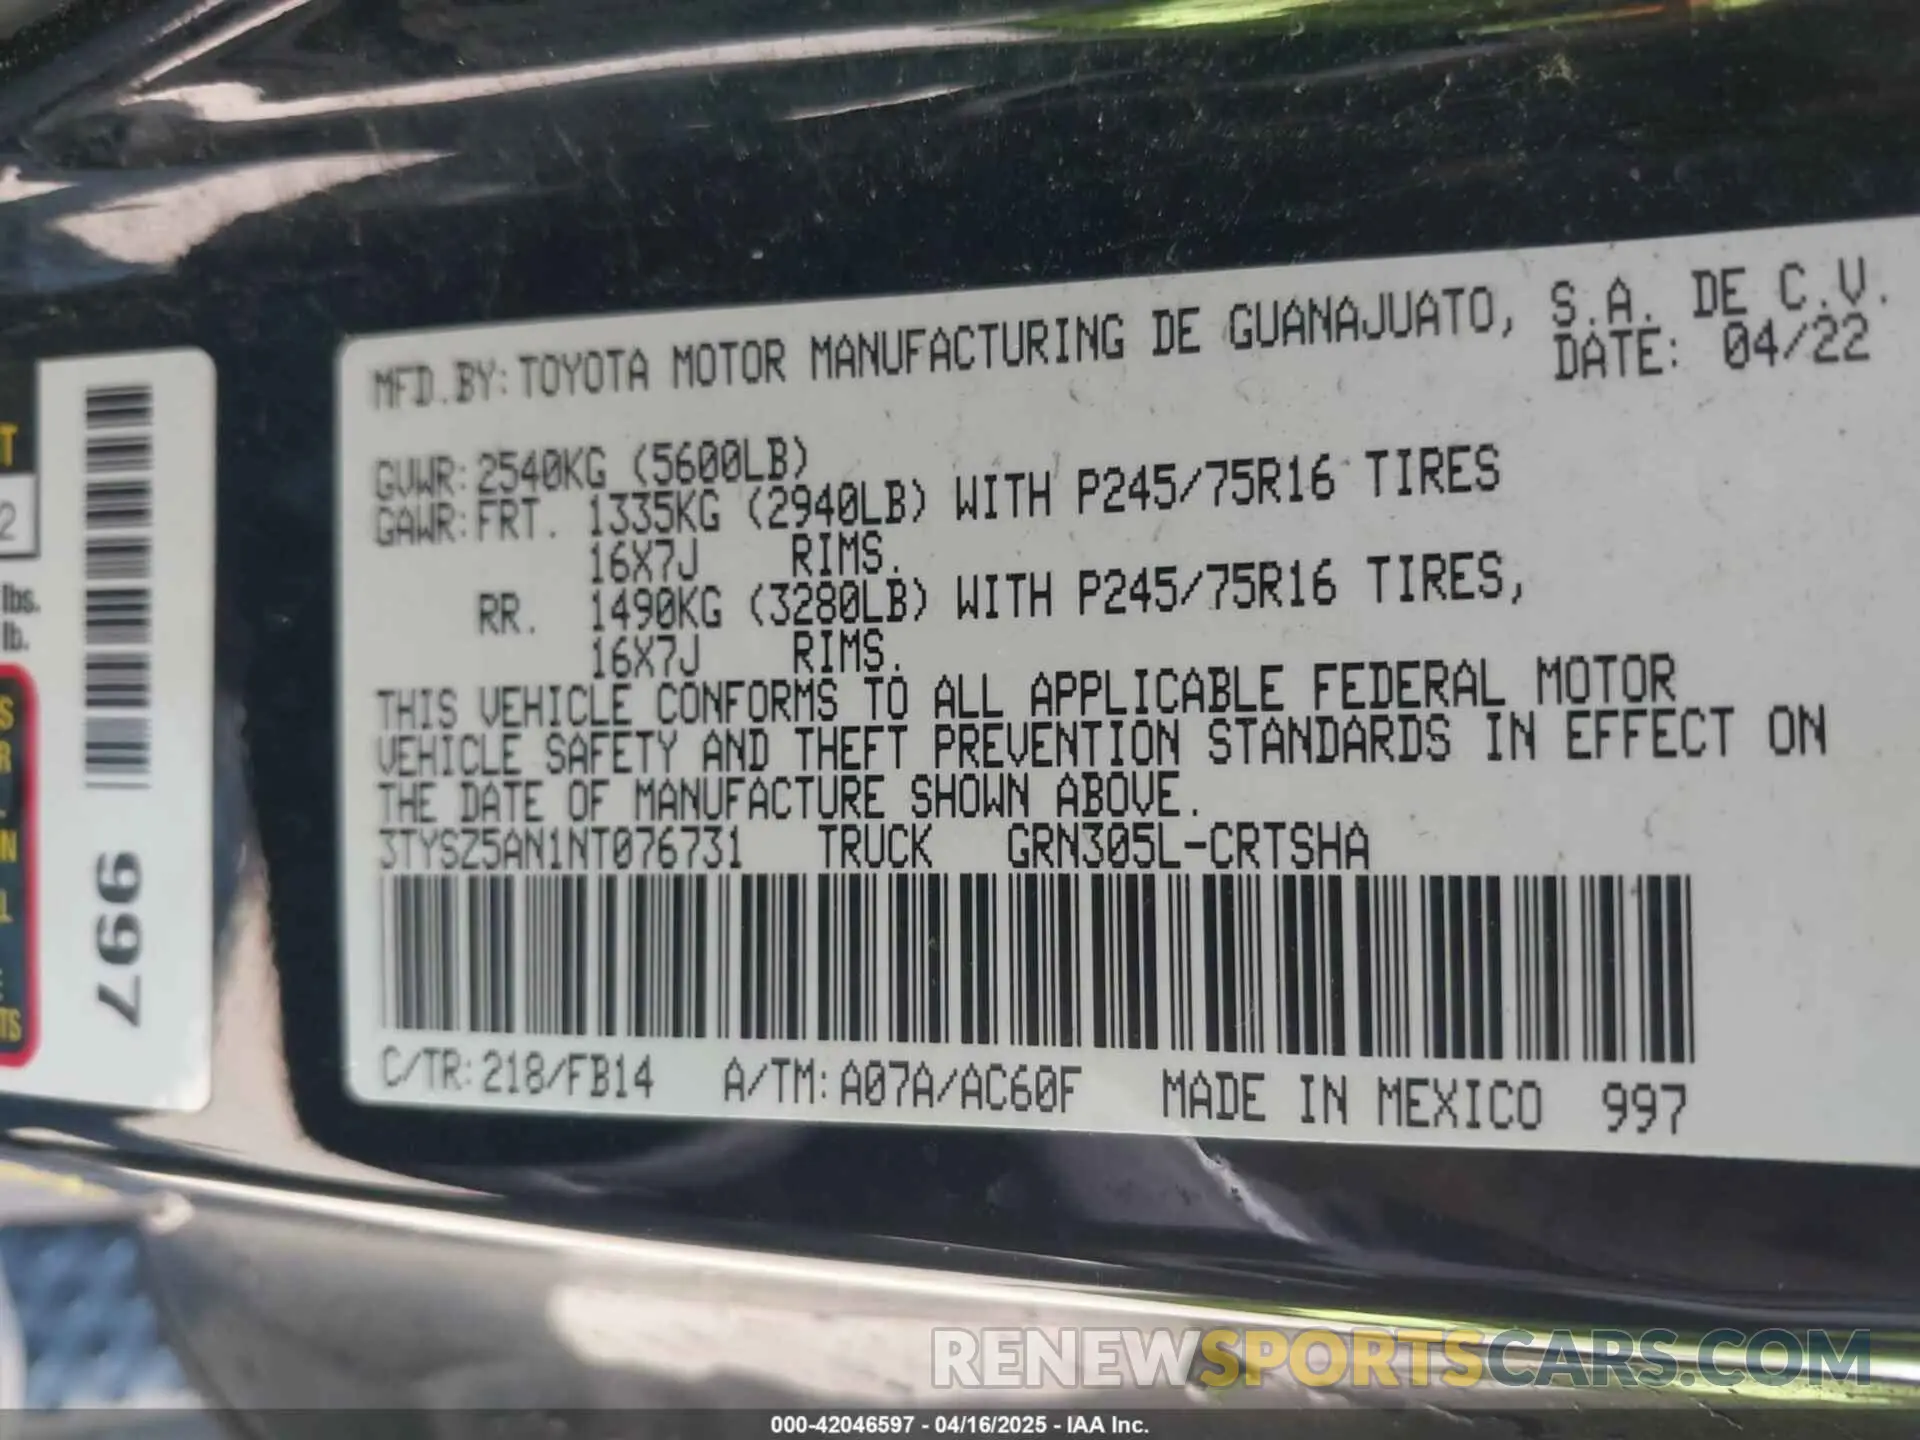 MFD.BY: TOYOTA MOTOR MANUFACTURING DE GUANAJUATO, S.A. DE C.V.
DATE: 04/22
GVWR: 2540KG (5600LB)
GAWR: FRT. 1335KG (2940LB) WITH P245/75R16 TIRES
16X7J RIMS.
RR. 1490KG (3280LB) WITH P245/75R16 TIRES,
16X7J RIMS.
THIS VEHICLE CONFORMS TO ALL APPLICABLE FEDERAL MOTOR
VEHICLE SAFETY AND THEFT PREVENTION STANDARDS IN EFFECT ON
THE DATE OF MANUFACTURE SHOWN ABOVE.
3TYSZ5AN1NT076731 TRUCK GRN305L-CRTSHA
C/TR: 218/FB14 A/TM: A07A/AC60F MADE IN MEXICO 997
997
lbs.
lb.
RENEWSPORTSCARS.COM
000-42046597 - 04/16/2025 - IAA Inc.